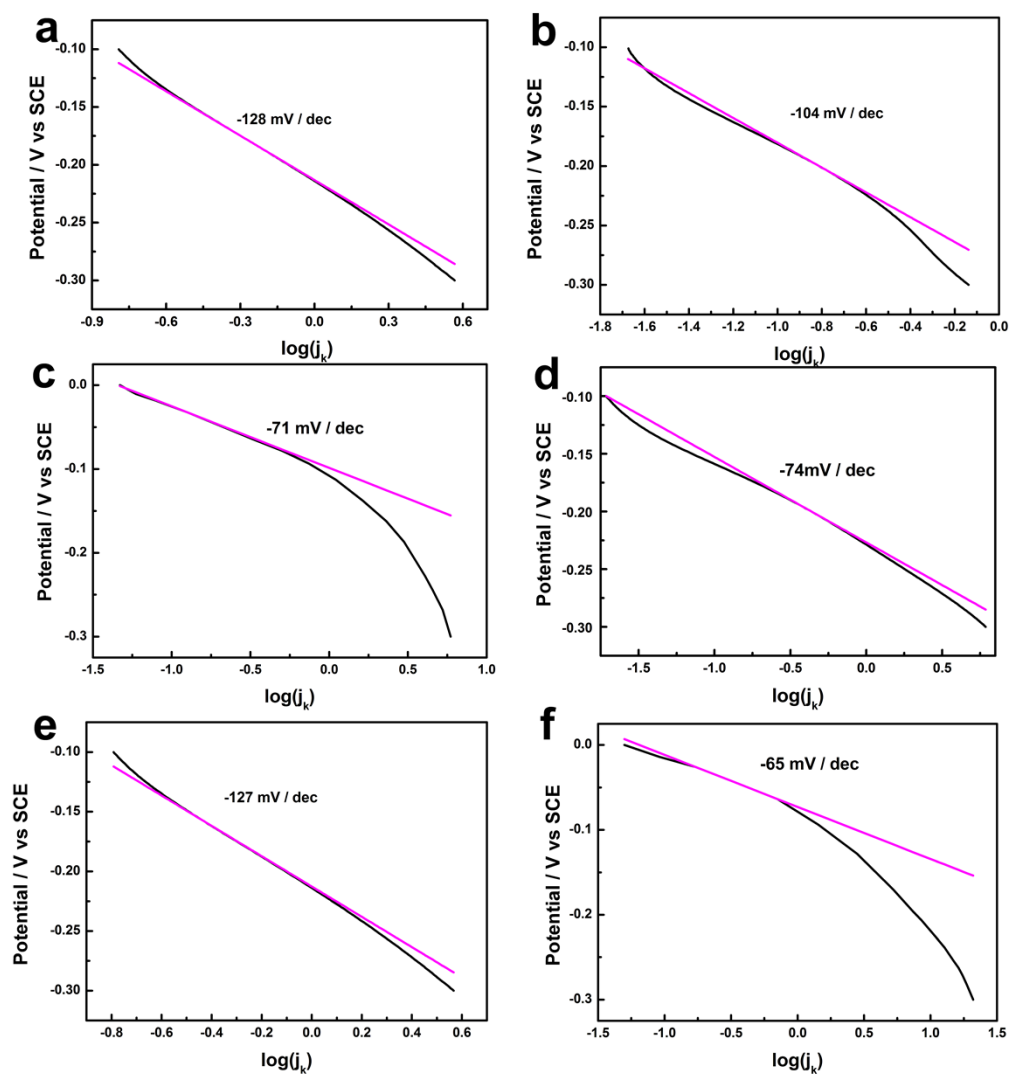 a
-0.10
-0.15
-0.20
-0.25
-0.30
Potential / V vs SCE
-128 mV / dec
-0.9 -0.6 -0.3 0.0 0.3 0.6
log(jk)
b
-0.10
-0.15
-0.20
-0.25
-0.30
Potential / V vs SCE
-104 mV / dec
-1.8 -1.6 -1.4 -1.2 -1.0 -0.8 -0.6 -0.4 -0.2 0.0
log(jk)
c
0.0
-0.1
-0.2
-0.3
Potential / V vs SCE
-71 mV / dec
-1.5 -1.0 -0.5 0.0 0.5 1.0
log(jk)
d
-0.10
-0.15
-0.20
-0.25
-0.30
Potential / V vs SCE
-74mV / dec
-1.5 -1.0 -0.5 0.0 0.5
log(jk)
e
-0.10
-0.15
-0.20
-0.25
-0.30
Potential / V vs SCE
-127 mV / dec
-0.8 -0.6 -0.4 -0.2 0.0 0.2 0.4 0.6
log(jk)
f
0.0
-0.1
-0.2
-0.3
Potential / V vs SCE
-65 mV / dec
-1.5 -1.0 -0.5 0.0 0.5 1.0 1.5
log(jk)